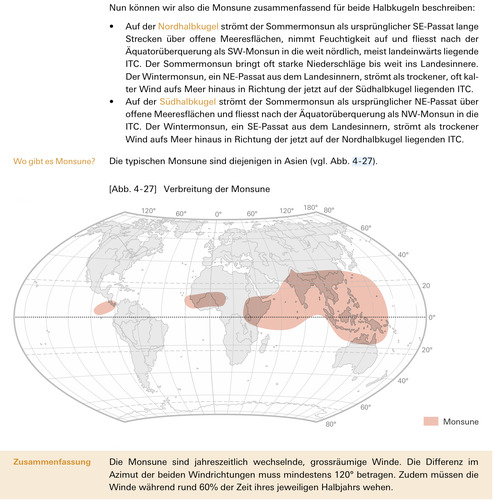 Nun können wir also die Monsune zusammenfassend für beide Halbkugeln beschreiben:
• Auf der Nordhalbkugel strömt der Sommermonsun als ursprünglicher SE-Passat lange
Strecken über offene Meeresflächen, nimmt Feuchtigkeit auf und fliesst nach der
Äquatorüberquerung als SW-Monsun in die weit nördlich, meist landeinwärts liegende
ITC. Der Sommermonsun bringt oft starke Niederschläge bis weit ins Landesinnere.
Der Wintermonsun, ein NE-Passat aus dem Landesinnern, strömt als trockener, oft kal-
ter Wind aufs Meer hinaus in Richtung der jetzt auf der Südhalbkugel liegenden ITC.
• Auf der Südhalbkugel strömt der Sommermonsun als ursprünglicher NE-Passat über
offene Meeresflächen und fliesst nach der Äquatorüberquerung als NW-Monsun in die
ITC. Der Wintermonsun, ein SE-Passat aus dem Landesinnern, strömt als trockener
Wind aufs Meer hinaus in Richtung der jetzt auf der Nordhalbkugel liegenden ITC.
Wo gibt es Monsune? Die typischen Monsune sind diejenigen in Asien (vgl. Abb. 4-27).
[Abb. 4-27] Verbreitung der Monsune
120° 60° 0° 60° 120° 180° 80°
60°
40°
20
0°
20°
40°
60°
80°
Monsune
Zusammenfassung Die Monsune sind jahreszeitlich wechselnde, grossräumige Winde. Die Differenz im
Azimut der beiden Windrichtungen muss mindestens 120° betragen. Zudem müssen die
Winde während rund 60% der Zeit ihres jeweiligen Halbjahrs wehen.